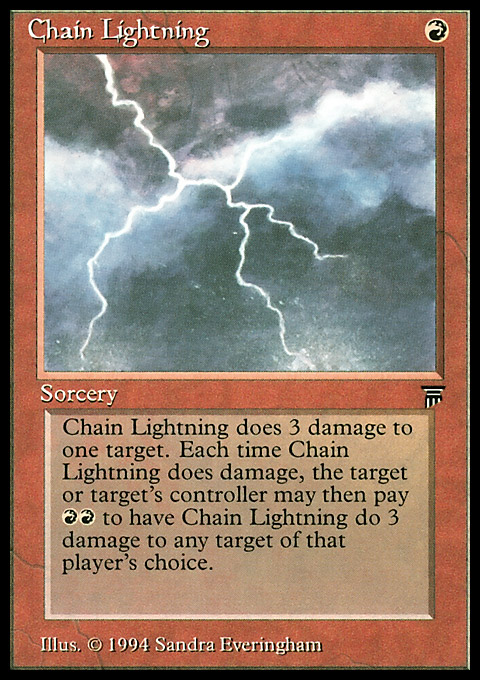 Chain Lightning
Sorcery
Chain Lightning does 3 damage to
one target. Each time Chain
Lightning does damage, the target
or target's controller may then pay
to have Chain Lightning do 3
damage to any target of that
player's choice.
Illus. © 1994 Sandra Everingham